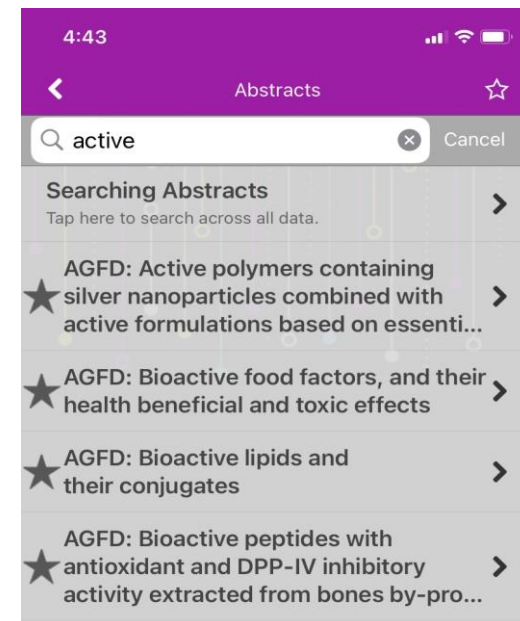 4:43
Abstracts
active
Cancel
Searching Abstracts
Tap here to search across all data.
AGFD: Active polymers containing
silver nanoparticles combined with
active formulations based on essenti...
AGFD: Bioactive food factors, and their
health beneficial and toxic effects
AGFD: Bioactive lipids and
their conjugates
AGFD: Bioactive peptides with
antioxidant and DPP-IV inhibitory
activity extracted from bones by-pro...